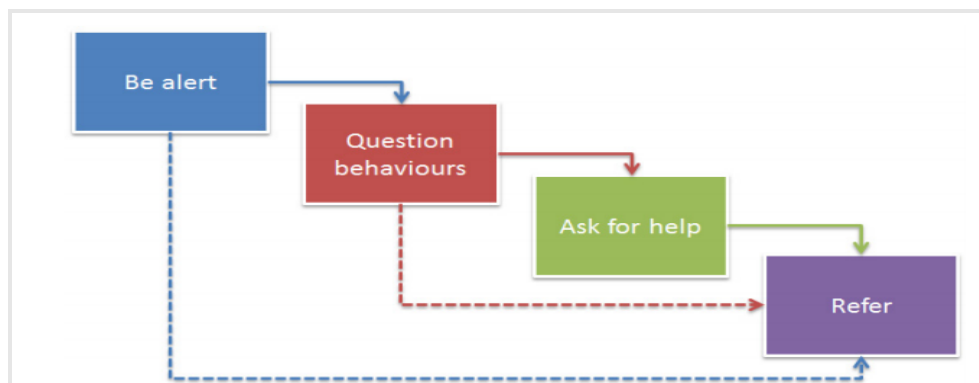 Be alert
Question
behaviours
Ask for help
Refer